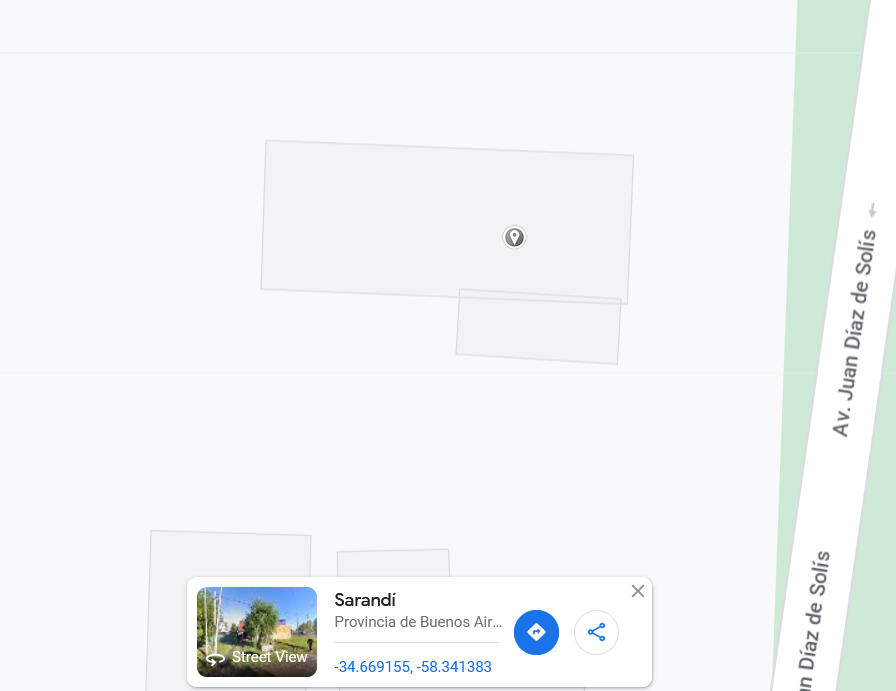 Av. Juan Díaz de Solís
n Díaz de Solís
Sarandí
Provincia de Buenos Air...
Street View
-34.669155, -58.341383